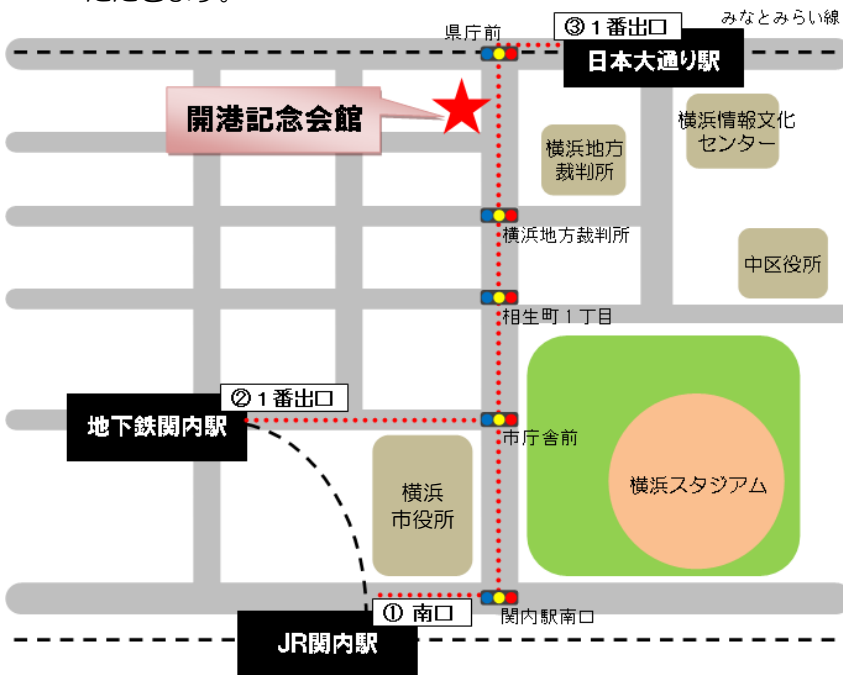 ただきます。
みなとみらい線
県庁前
③１番出口
日本大通り駅
開港記念会館
横浜地方
裁判所
横浜情報文化
センター
横浜地方裁判所
中区役所
相生町１丁目
②１番出口
地下鉄関内駅
市庁舎前
横浜
市役所
横浜スタジアム
① 南口
関内駅南口
JR関内駅